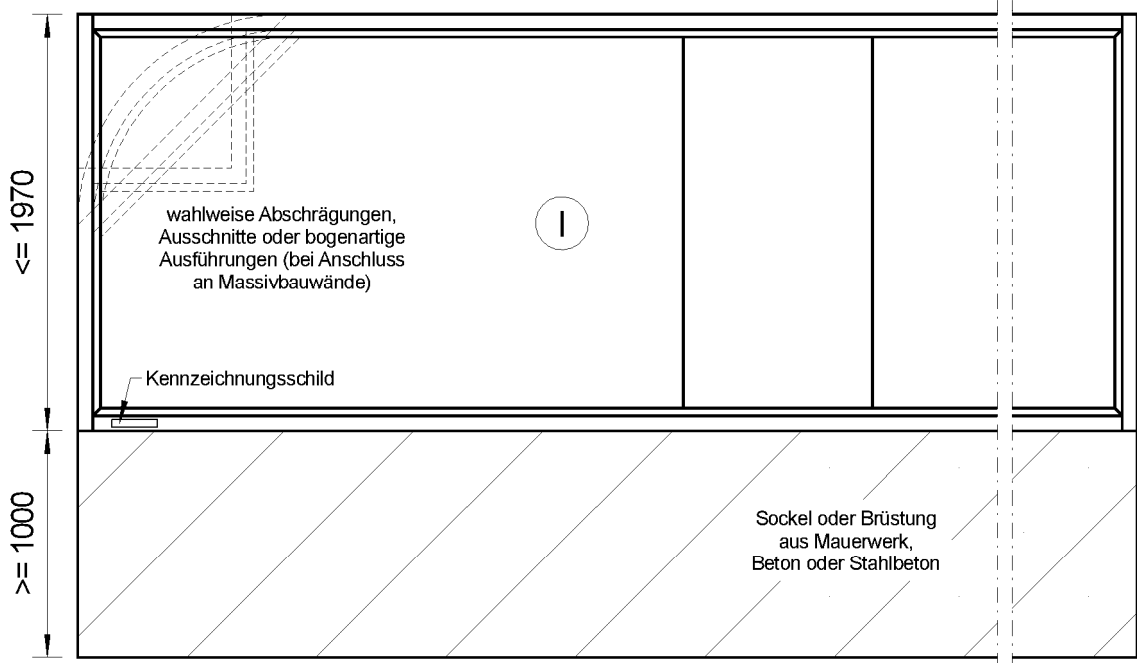 <= 1970
wahlweise Abschrägungen,
Ausschnitte oder bogenartige
Ausführungen (bei Anschluss
an Massivbauwände)
I
Kennzeichnungsschild
>= 1000
Sockel oder Brüstung
aus Mauerwerk,
Beton oder Stahlbeton